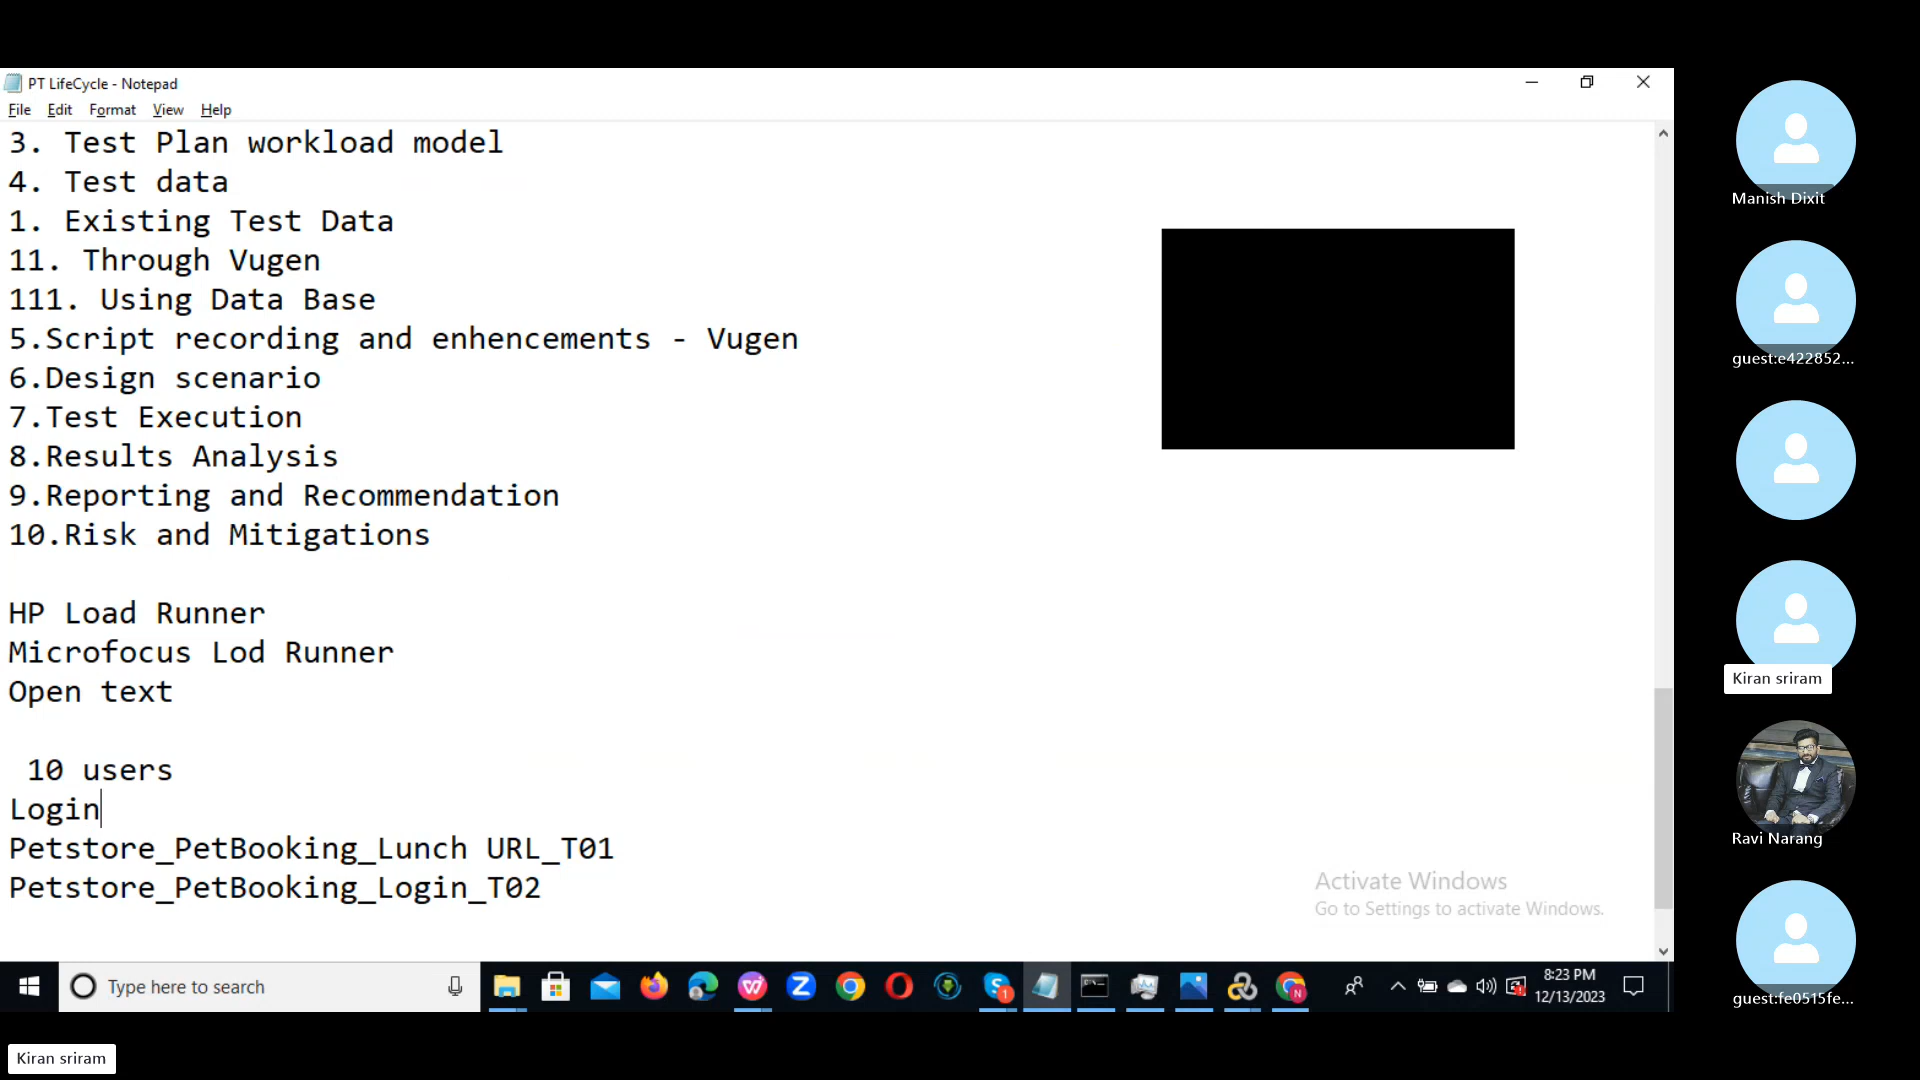 PT LifeCycle - Notepad
File Edit Format View Help
3. Test Plan workload model
4. Test data
1. Existing Test Data
11. Through Vugen
111. Using Data Base
5.Script recording and enhencements - Vugen
6.Design scenario
7.Test Execution
8.Results Analysis
9.Reporting and Recommendation
10.Risk and Mitigations
HP Load Runner
Microfocus Lod Runner
Open text
10 users
Login
Petstore_PetBooking_Lunch URL_T01
Petstore_PetBooking_Login_T02
Activate Windows
Go to Settings to activate Windows.
Type here to search
8:23 PM
12/13/2023
Manish Dixit
guest:e422852...
Kiran sriram
Ravi Narang
guest:fe0515fe...
Kiran sriram